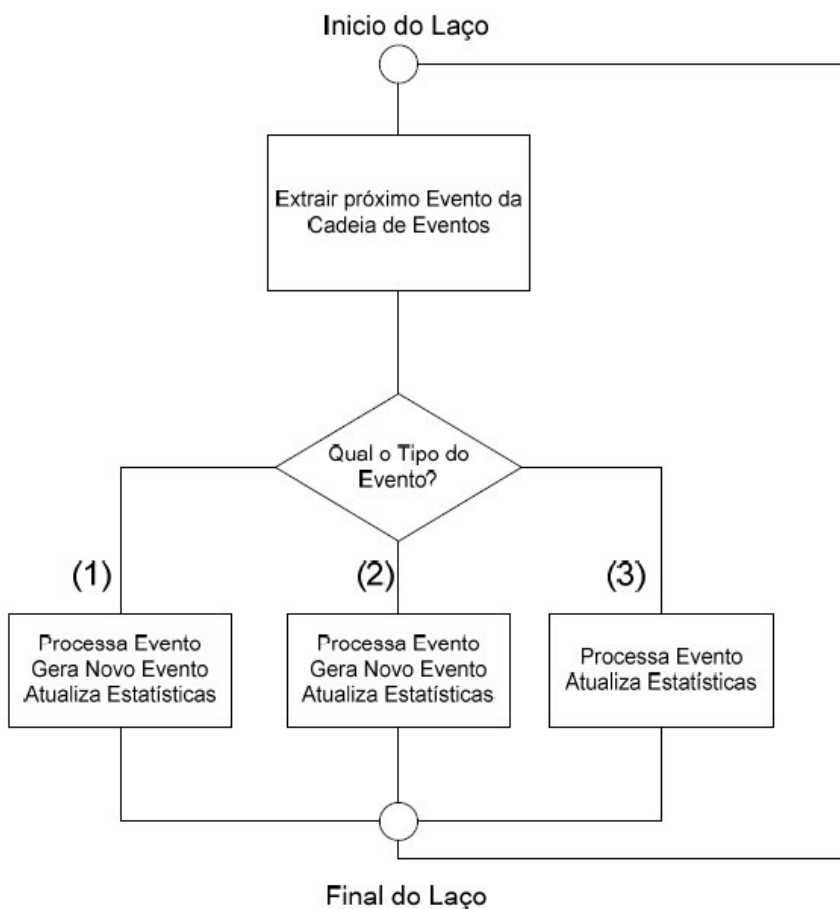 Inicio do Laço
Extrair próximo Evento da
Cadeia de Eventos
Qual o Tipo do
Evento?
(1)
(2)
(3)
Processa Evento
Gera Novo Evento
Atualiza Estatísticas
Processa Evento
Gera Novo Evento
Atualiza Estatísticas
Processa Evento
Atualiza Estatísticas
Final do Laço